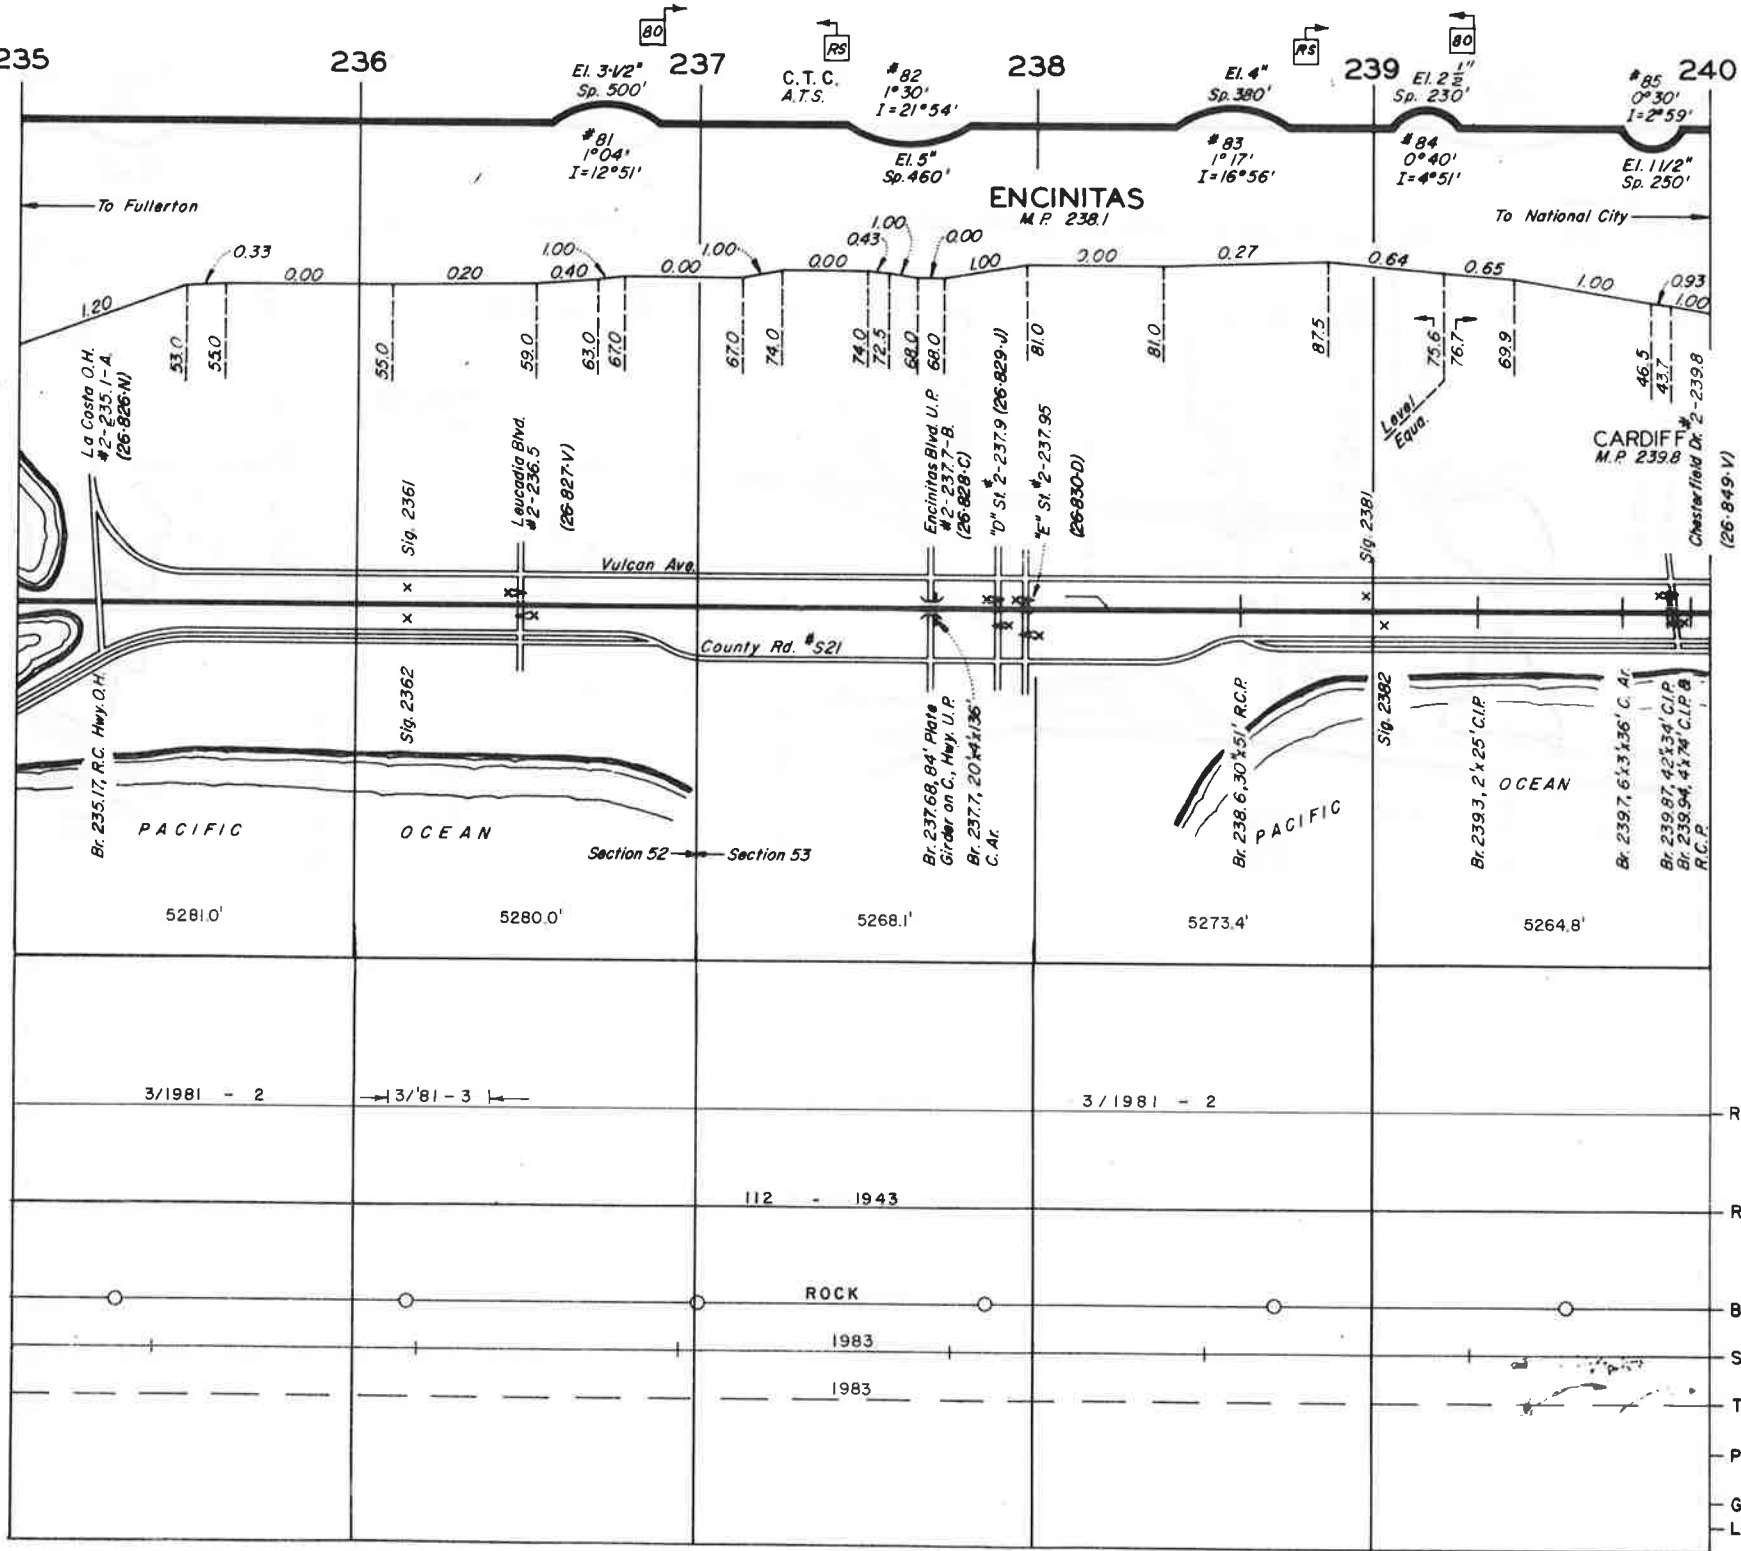 235
236
80
237
RS
238
RS
239
80
240
El. 3-1/2"
Sp. 500'
#81
1°04'
I=12°51'
C.T.C.
A.T.S.
#82
1°30'
I=21°54'
El. 5"
Sp. 460'
El. 4"
Sp. 380'
#83
1°17'
I=16°56'
El. 2 1/2"
Sp. 230'
#84
0°40'
I=4°51'
#85
0°30'
I=2°59'
El. 1 1/2"
Sp. 250'
To Fullerton
ENCINITAS
M.P. 238.1
To National City
1.20
0.33
0.00
0.20
0.40
1.00
0.00
1.00
0.00
0.43
1.00
0.00
1.00
0.00
0.27
0.64
0.65
1.00
0.93
1.00
53.0
55.0
55.0
59.0
63.0
67.0
67.0
74.0
74.0
72.5
68.0
68.0
81.0
81.0
87.5
75.6
76.7
69.9
46.5
43.7
Level
Equa.
CARDIFF
M.P. 239.8
La Costa O.H.
#2-235.1-A
(26-826-N)
Sig. 2361
Leucadia Blvd.
#2-236.5
(26-827-V)
Encinitas Blvd. U.P.
#2-237.7-B
(26-828-C)
"D" St. #2-237.9 (26-829-J)
"E" St. #2-237.95
(26-830-D)
Sig. 2381
Chesterfield Dr. #2-239.8
(26-849-V)
Vulcan Ave.
County Rd. #S21
Br. 235.17, R.C. Hwy. O.H.
Sig. 2362
Br. 237.68, 84' Plate
Girder on C., Hwy. U.P.
Br. 237.7, 20'x4'x136'
C. Ar.
Br. 238.6, 30"x51' R.C.P.
Sig. 2382
Br. 239.3, 2'x25' C.I.P.
Br. 239.7, 6'x3'x36' C. Ar.
Br. 239.87, 42"x34' C.I.P.
Br. 239.94, 4'x74' C.I.P. &
R.C.P.
PACIFIC OCEAN
PACIFIC OCEAN
Section 52
Section 53
5281.0'
5280.0'
5268.1'
5273.4'
5264.8'
3/1981 - 2
3/'81 - 3
3/1981 - 2
R
112 - 1943
R
ROCK
B
1983
S
1983
T
P
G
L